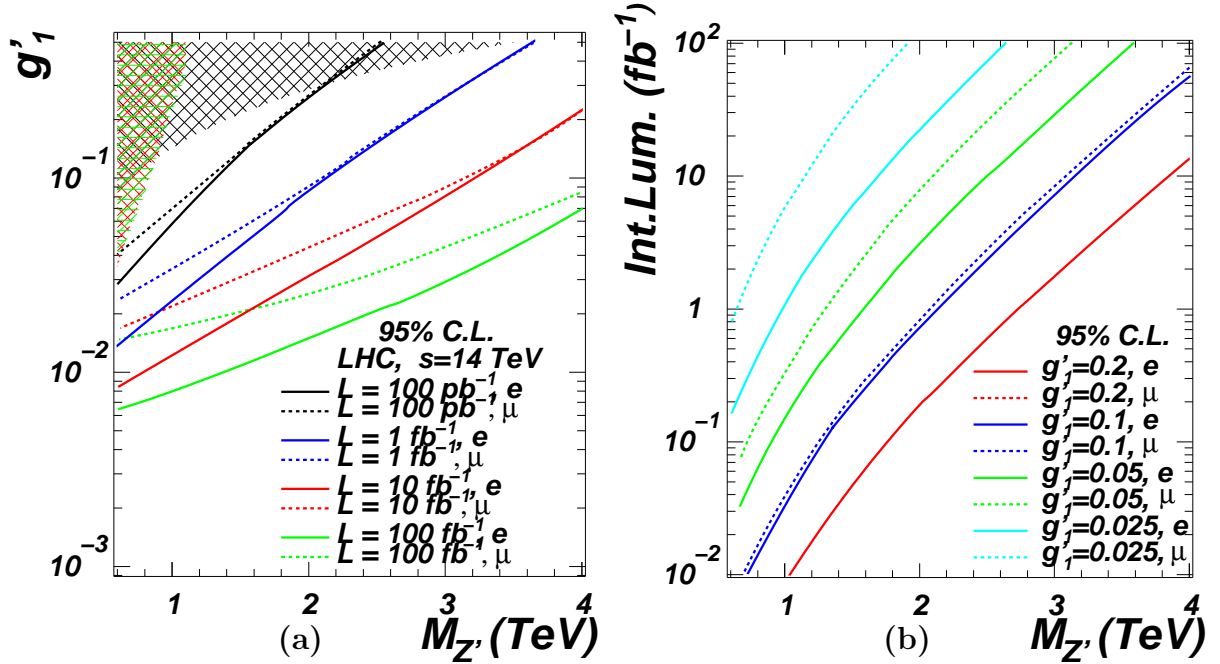 g'₁
10⁻¹
10⁻²
10⁻³
1
2
3
4
95% C.L.
LHC, s=14 TeV
L = 100 pb⁻¹, e
L = 100 pb⁻¹, μ
L = 1 fb⁻¹, e
L = 1 fb⁻¹, μ
L = 10 fb⁻¹, e
L = 10 fb⁻¹, μ
L = 100 fb⁻¹, e
L = 100 fb⁻¹, μ
(a)
M_Z' (TeV)
Int.Lum. (fb⁻¹)
10²
10
1
10⁻¹
10⁻²
1
2
3
4
95% C.L.
g'₁=0.2, e
g'₁=0.2, μ
g'₁=0.1, e
g'₁=0.1, μ
g'₁=0.05, e
g'₁=0.05, μ
g'₁=0.025, e
g'₁=0.025, μ
(b)
M_Z' (TeV)